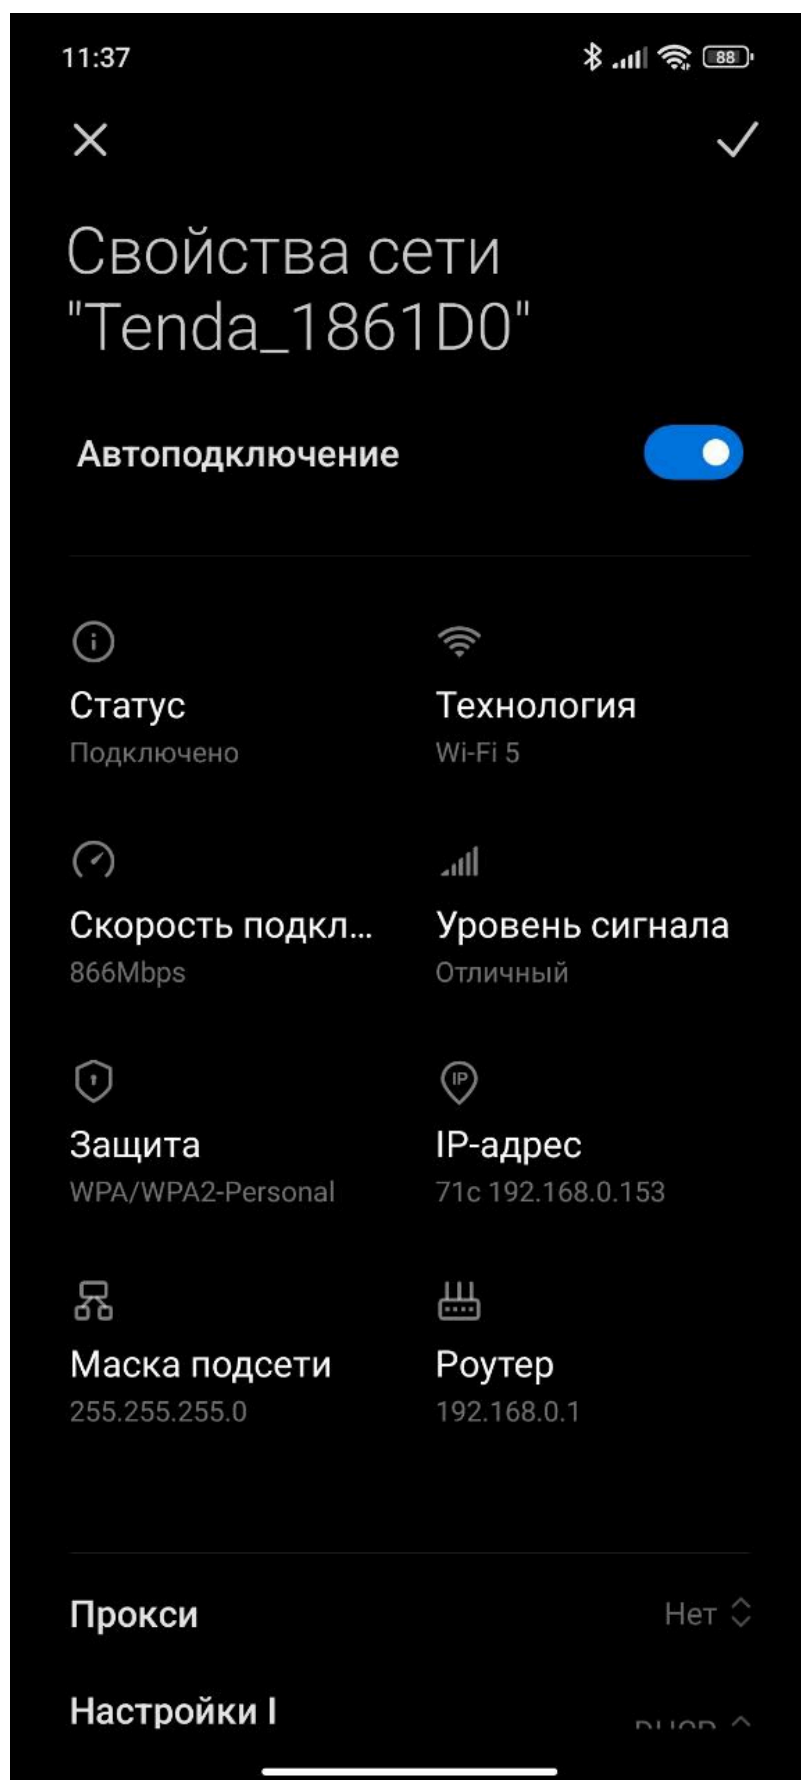 11:37
88
Свойства сети
"Tenda_1861D0"
Автоподключение
Статус
Подключено
Технология
Wi-Fi 5
Скорость подкл...
866Mbps
Уровень сигнала
Отличный
Защита
WPA/WPA2-Personal
IP
IP-адрес
71c 192.168.0.153
Маска подсети
255.255.255.0
Роутер
192.168.0.1
Прокси
Нет
Настройки I
DHCP